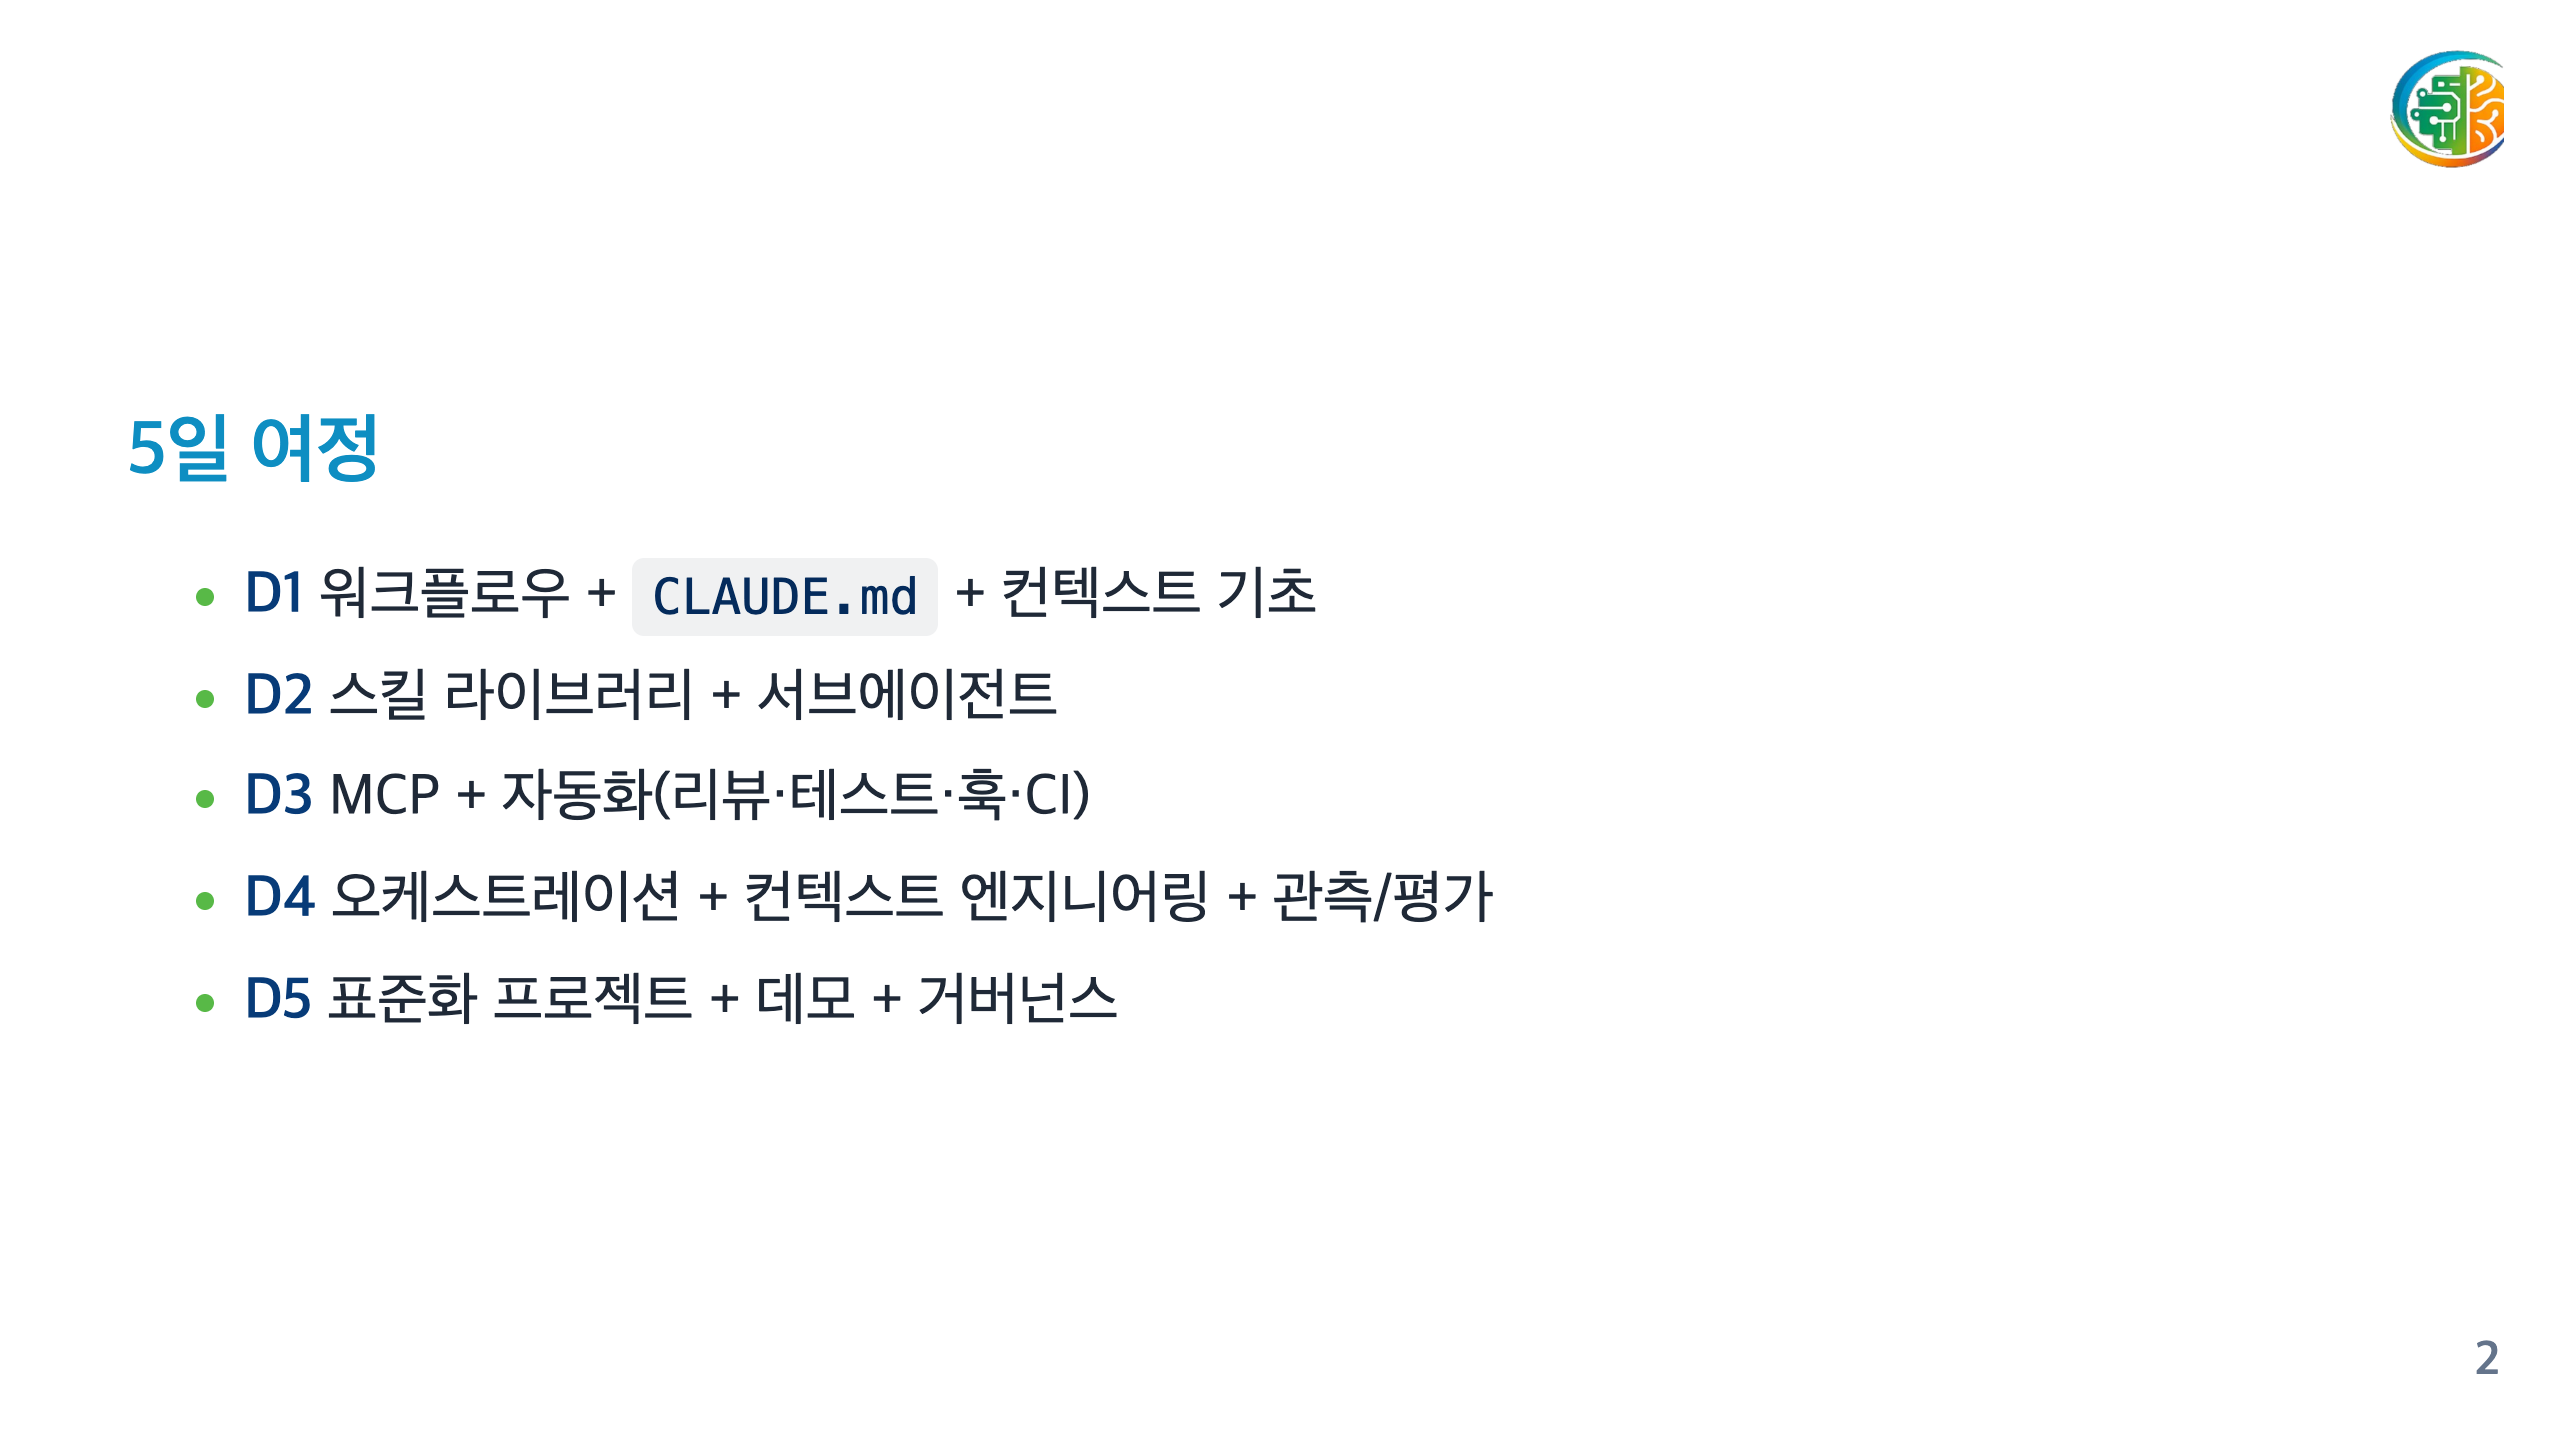 5일 여정
D1 워크플로우 + CLAUDE.md + 컨텍스트 기초
D2 스킬 라이브러리 + 서브에이전트
D3 MCP + 자동화(리뷰·테스트·훅·CI)
D4 오케스트레이션 + 컨텍스트 엔지니어링 + 관측/평가
D5 표준화 프로젝트 + 데모 + 거버넌스
2